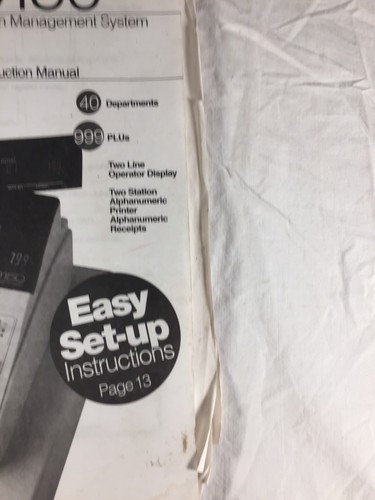 Management System
uction Manual
40 Departments
999 PLUs
Two Line
Operator Display
Two Station
Alphanumeric
Printer
Alphanumeric
Receipts
Easy
Set-up
Instructions
Page 13